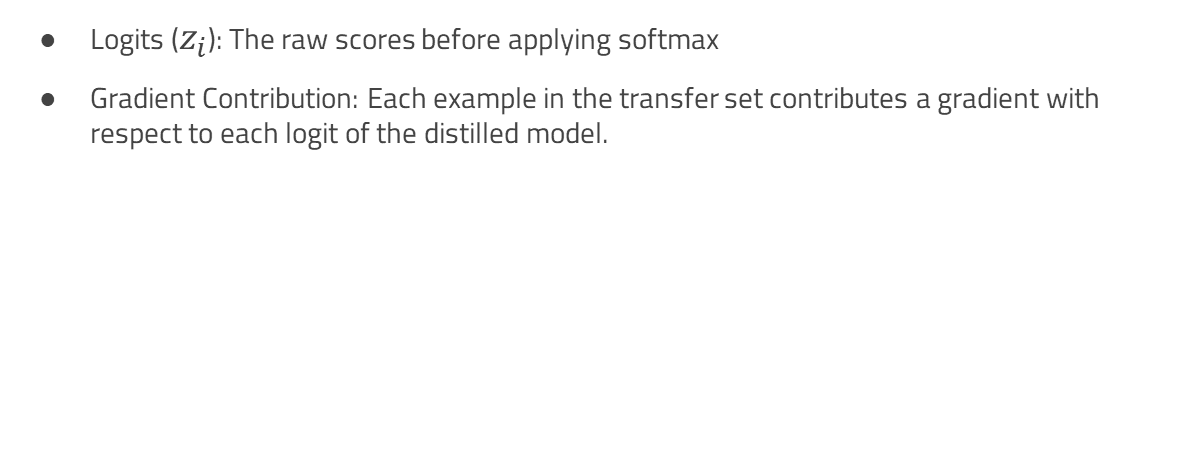 ● Logits (𝑧ᵢ): The raw scores before applying softmax
● Gradient Contribution: Each example in the transfer set contributes a gradient with
respect to each logit of the distilled model.